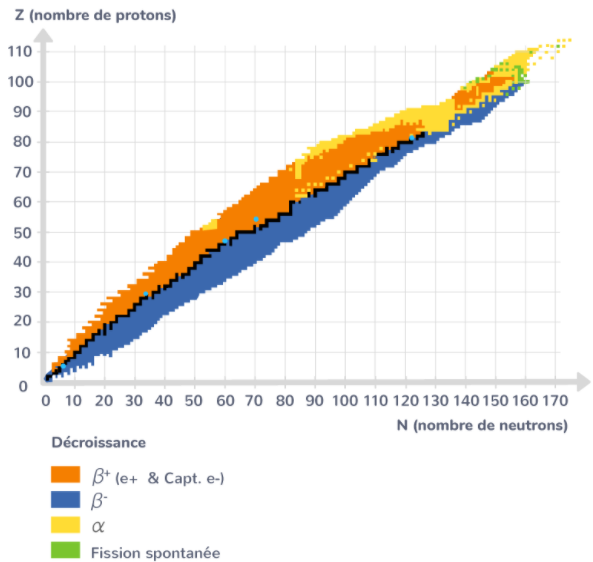 Z (nombre de protons)
110
100
90
80
70
60
50
40
30
20
10
0
0 10 20 30 40 50 60 70 80 90 100 110 120 130 140 150 160 170
N (nombre de neutrons)
Décroissance
β⁺ (e+ & Capt. e-)
β⁻
α
Fission spontanée